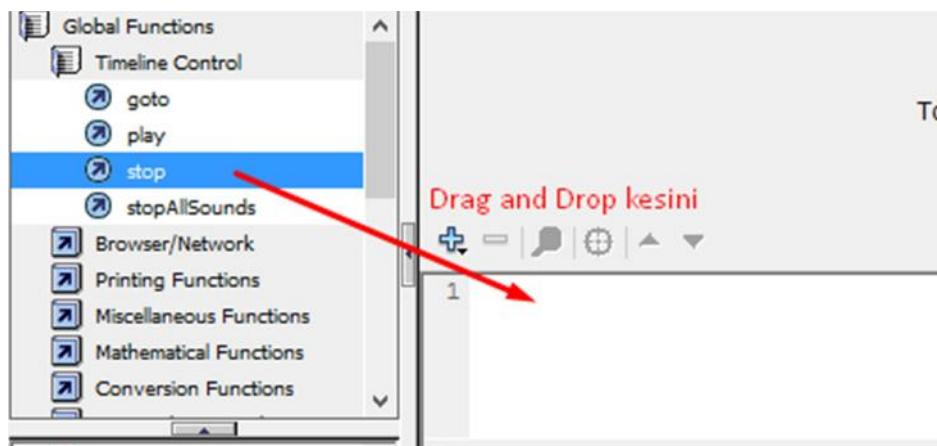 Global Functions
Timeline Control
goto
play
stop
stopAllSounds
Browser/Network
Printing Functions
Miscellaneous Functions
Mathematical Functions
Conversion Functions
Drag and Drop kesini
1